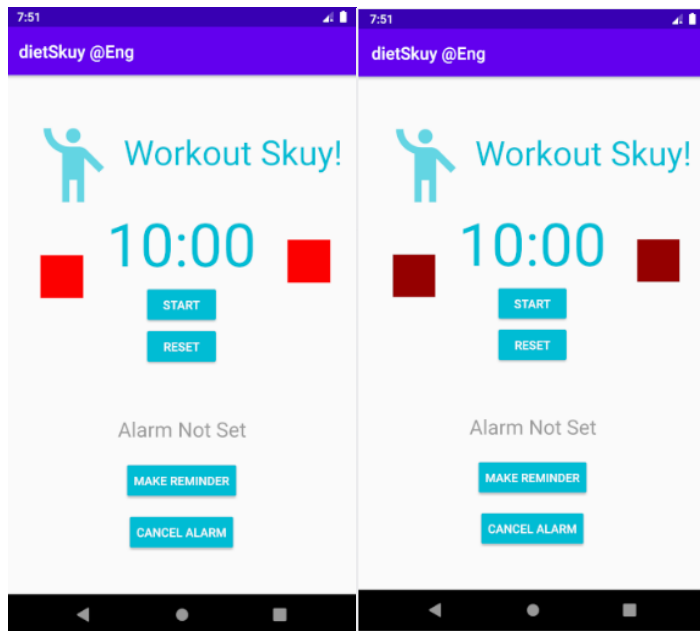 7:51
dietSkuy @Eng
Workout Skuy!
10:00
START
RESET
Alarm Not Set
MAKE REMINDER
CANCEL ALARM
7:51
dietSkuy @Eng
Workout Skuy!
10:00
START
RESET
Alarm Not Set
MAKE REMINDER
CANCEL ALARM